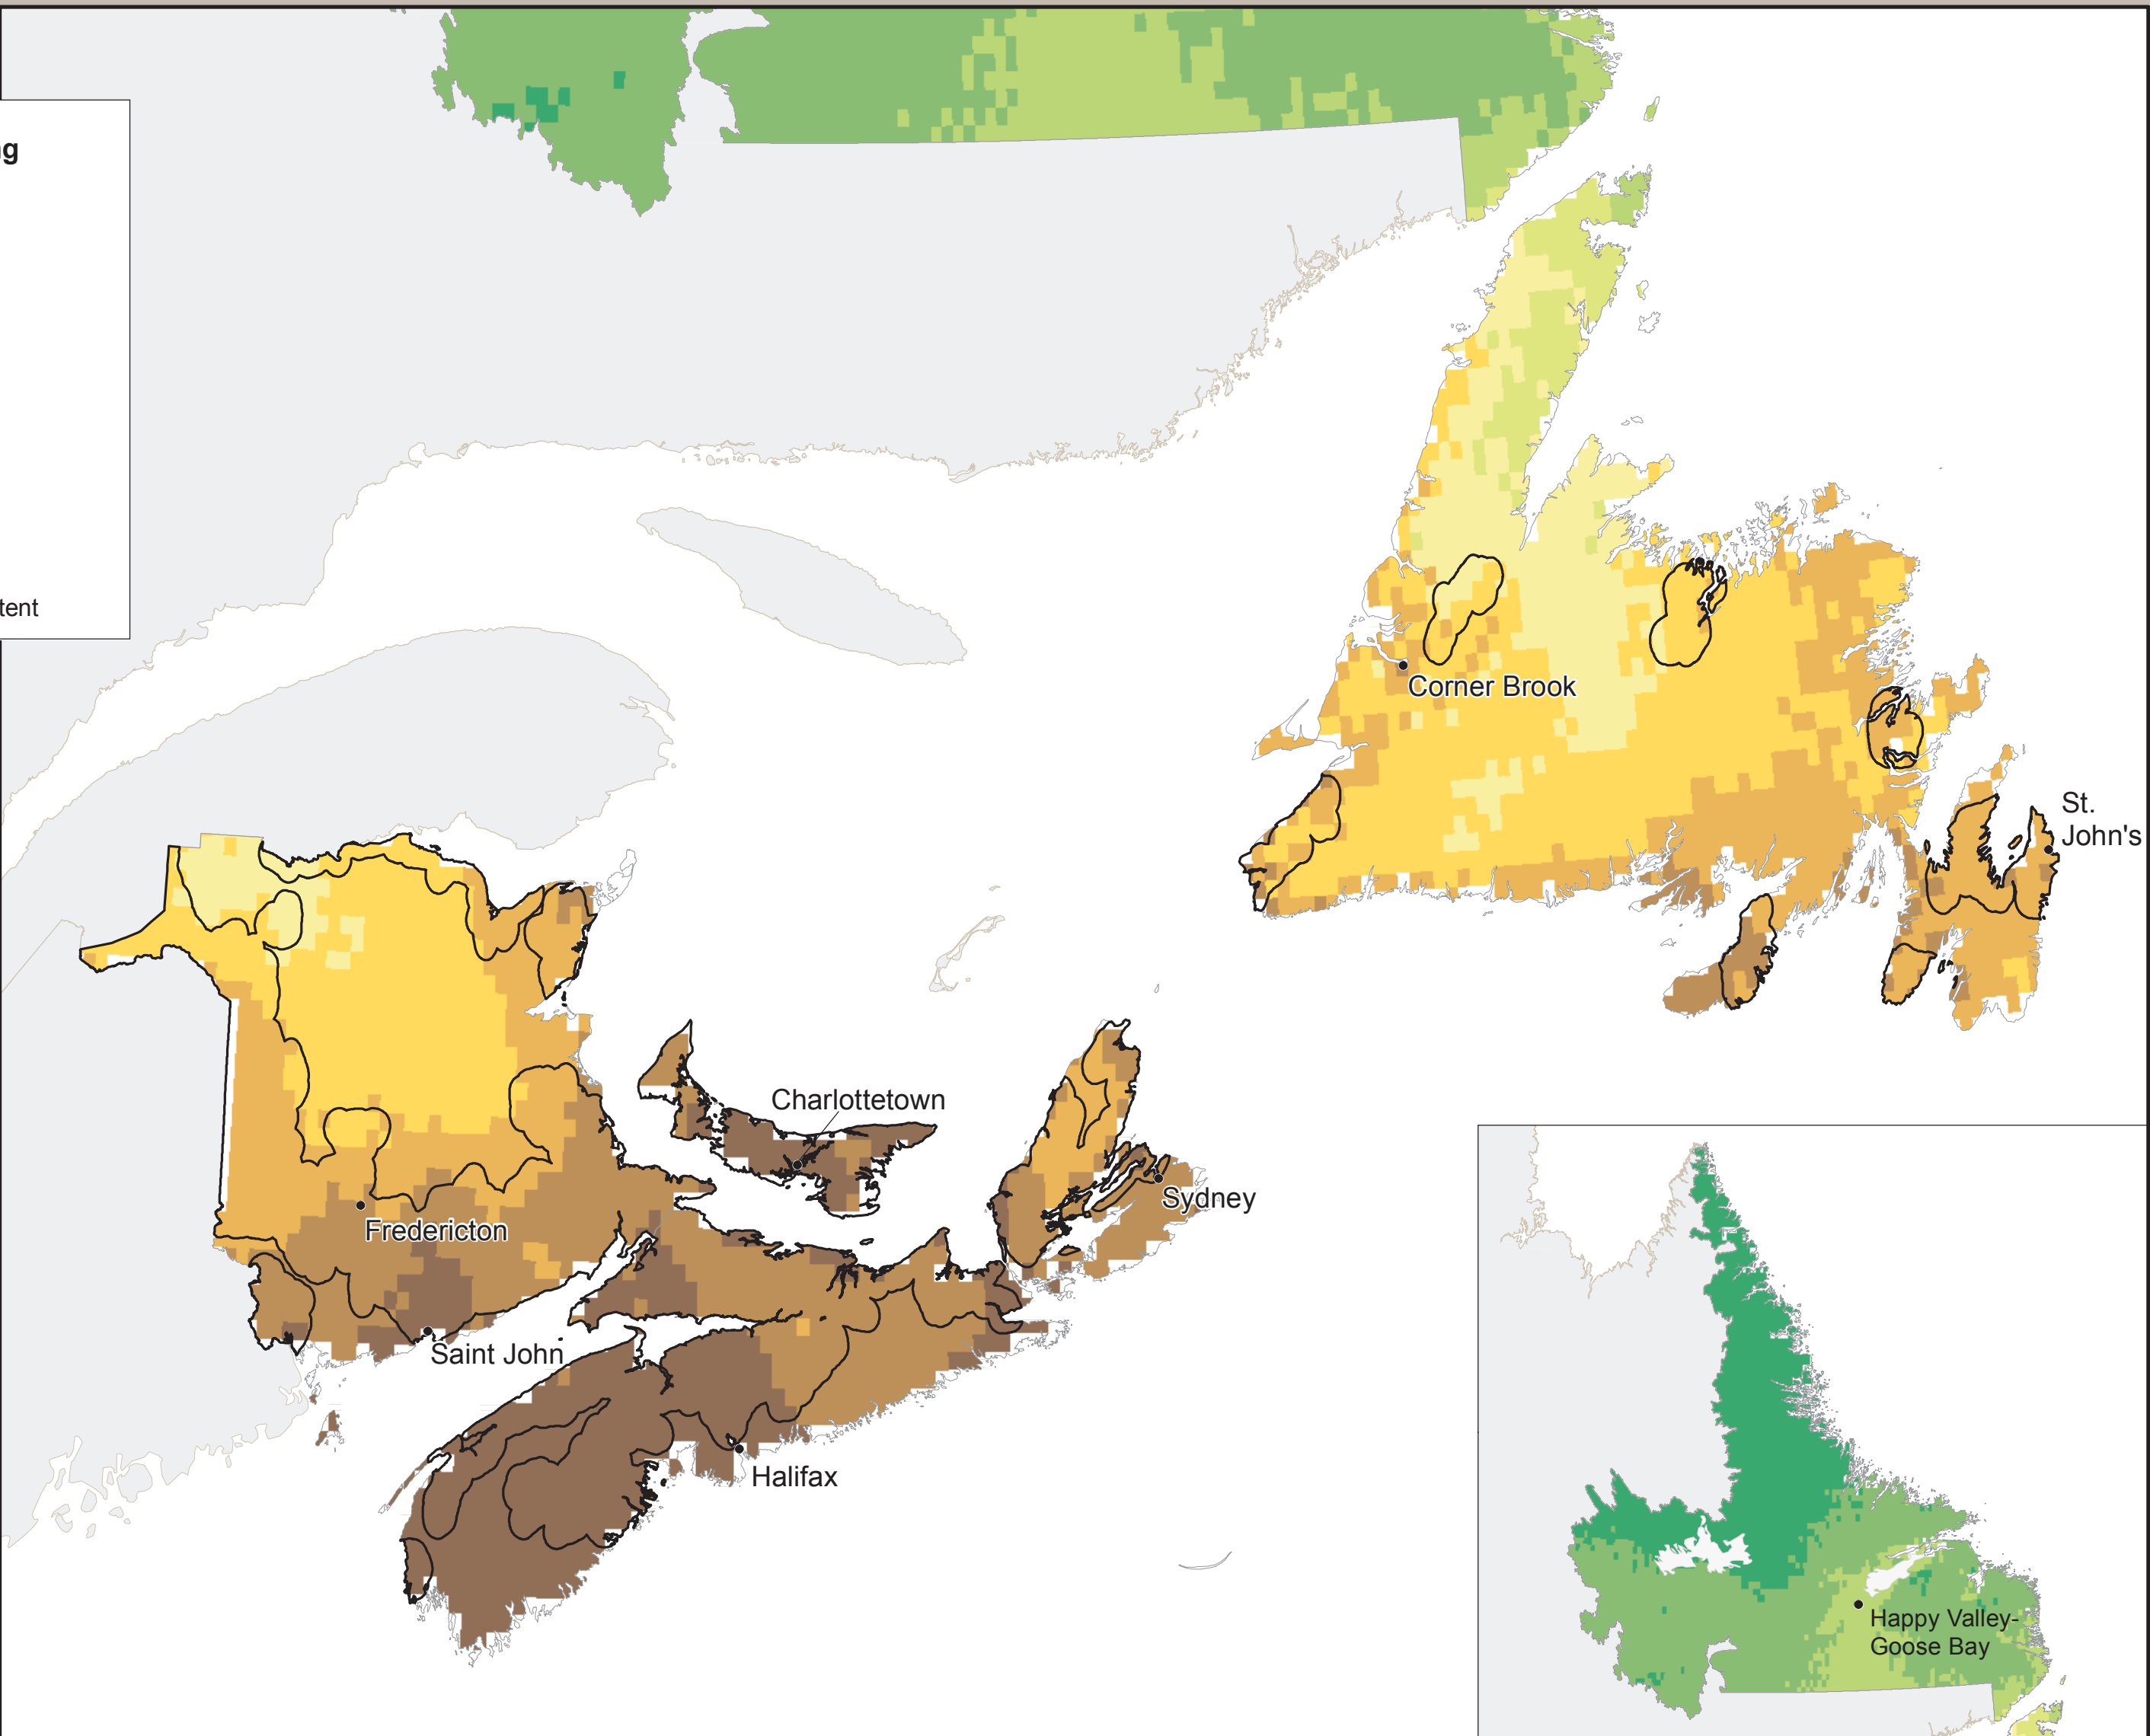 g
tent
Corner Brook
St.
John's
Charlottetown
Sydney
Fredericton
Saint John
Halifax
Happy Valley-
Goose Bay